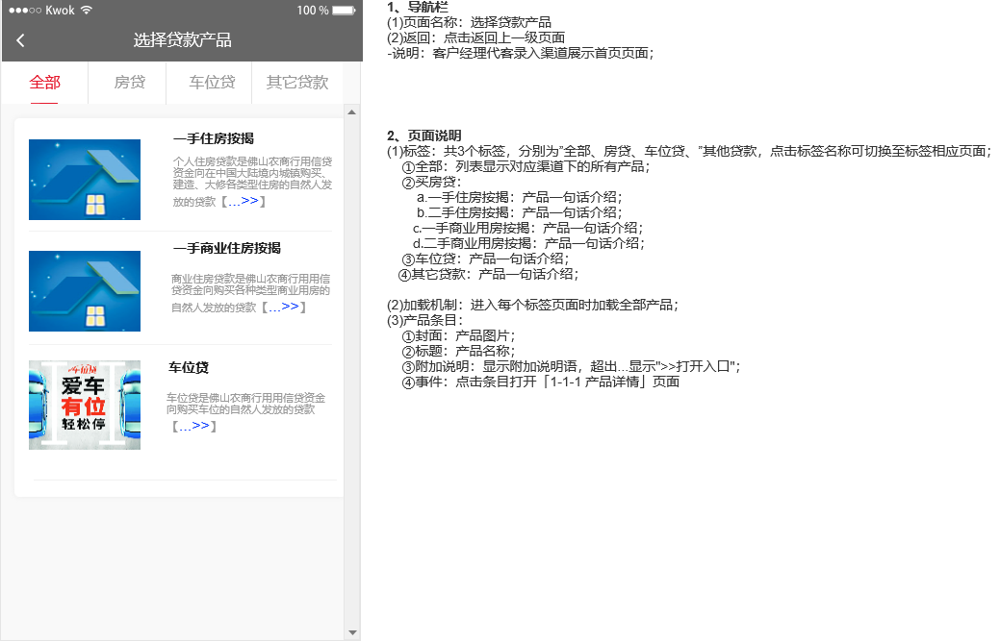 Kwok
100 %
选择贷款产品
全部
房贷
车位贷
其它贷款
一手住房按揭
个人住房贷款是佛山农商行用信贷
资金向在中国大陆境内城镇购买、
建造、大修各类型住房的自然人发
放的贷款【...>>】
一手商业住房按揭
商业住房贷款是佛山农商行用用信
贷资金向购买各种类型商业用房的
自然人发放的贷款【...>>】
爱车
有位
轻松停
车位贷
车位贷是佛山农商行用用信贷资金
向购买车位的自然人发放的贷款
【...>>】
1、导航栏
(1)页面名称：选择贷款产品
(2)返回：点击返回上一级页面
-说明：客户经理代客录入渠道展示首页页面；
2、页面说明
(1)标签：共3个标签，分别为”全部、房贷、车位贷、”其他贷款，点击标签名称可切换至标签相应页面；
①全部：列表显示对应渠道下的所有产品；
②买房贷：
a.一手住房按揭：产品一句话介绍；
b.二手住房按揭：产品一句话介绍；
c.一手商业用房按揭：产品一句话介绍；
d.二手商业用房按揭：产品一句话介绍；
③车位贷：产品一句话介绍；
④其它贷款：产品一句话介绍；
(2)加载机制：进入每个标签页面时加载全部产品；
(3)产品条目：
①封面：产品图片；
②标题：产品名称；
③附加说明：显示附加说明语，超出...显示">>打开入口"；
④事件：点击条目打开「1-1-1 产品详情」页面